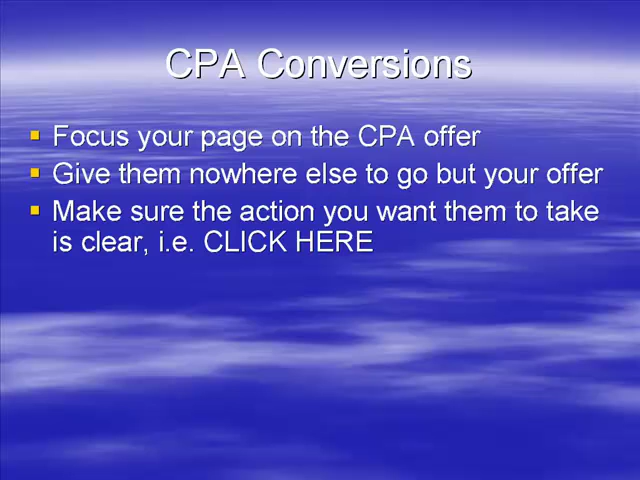 CPA Conversions
Focus your page on the CPA offer
Give them nowhere else to go but your offer
Make sure the action you want them to take
is clear, i.e. CLICK HERE